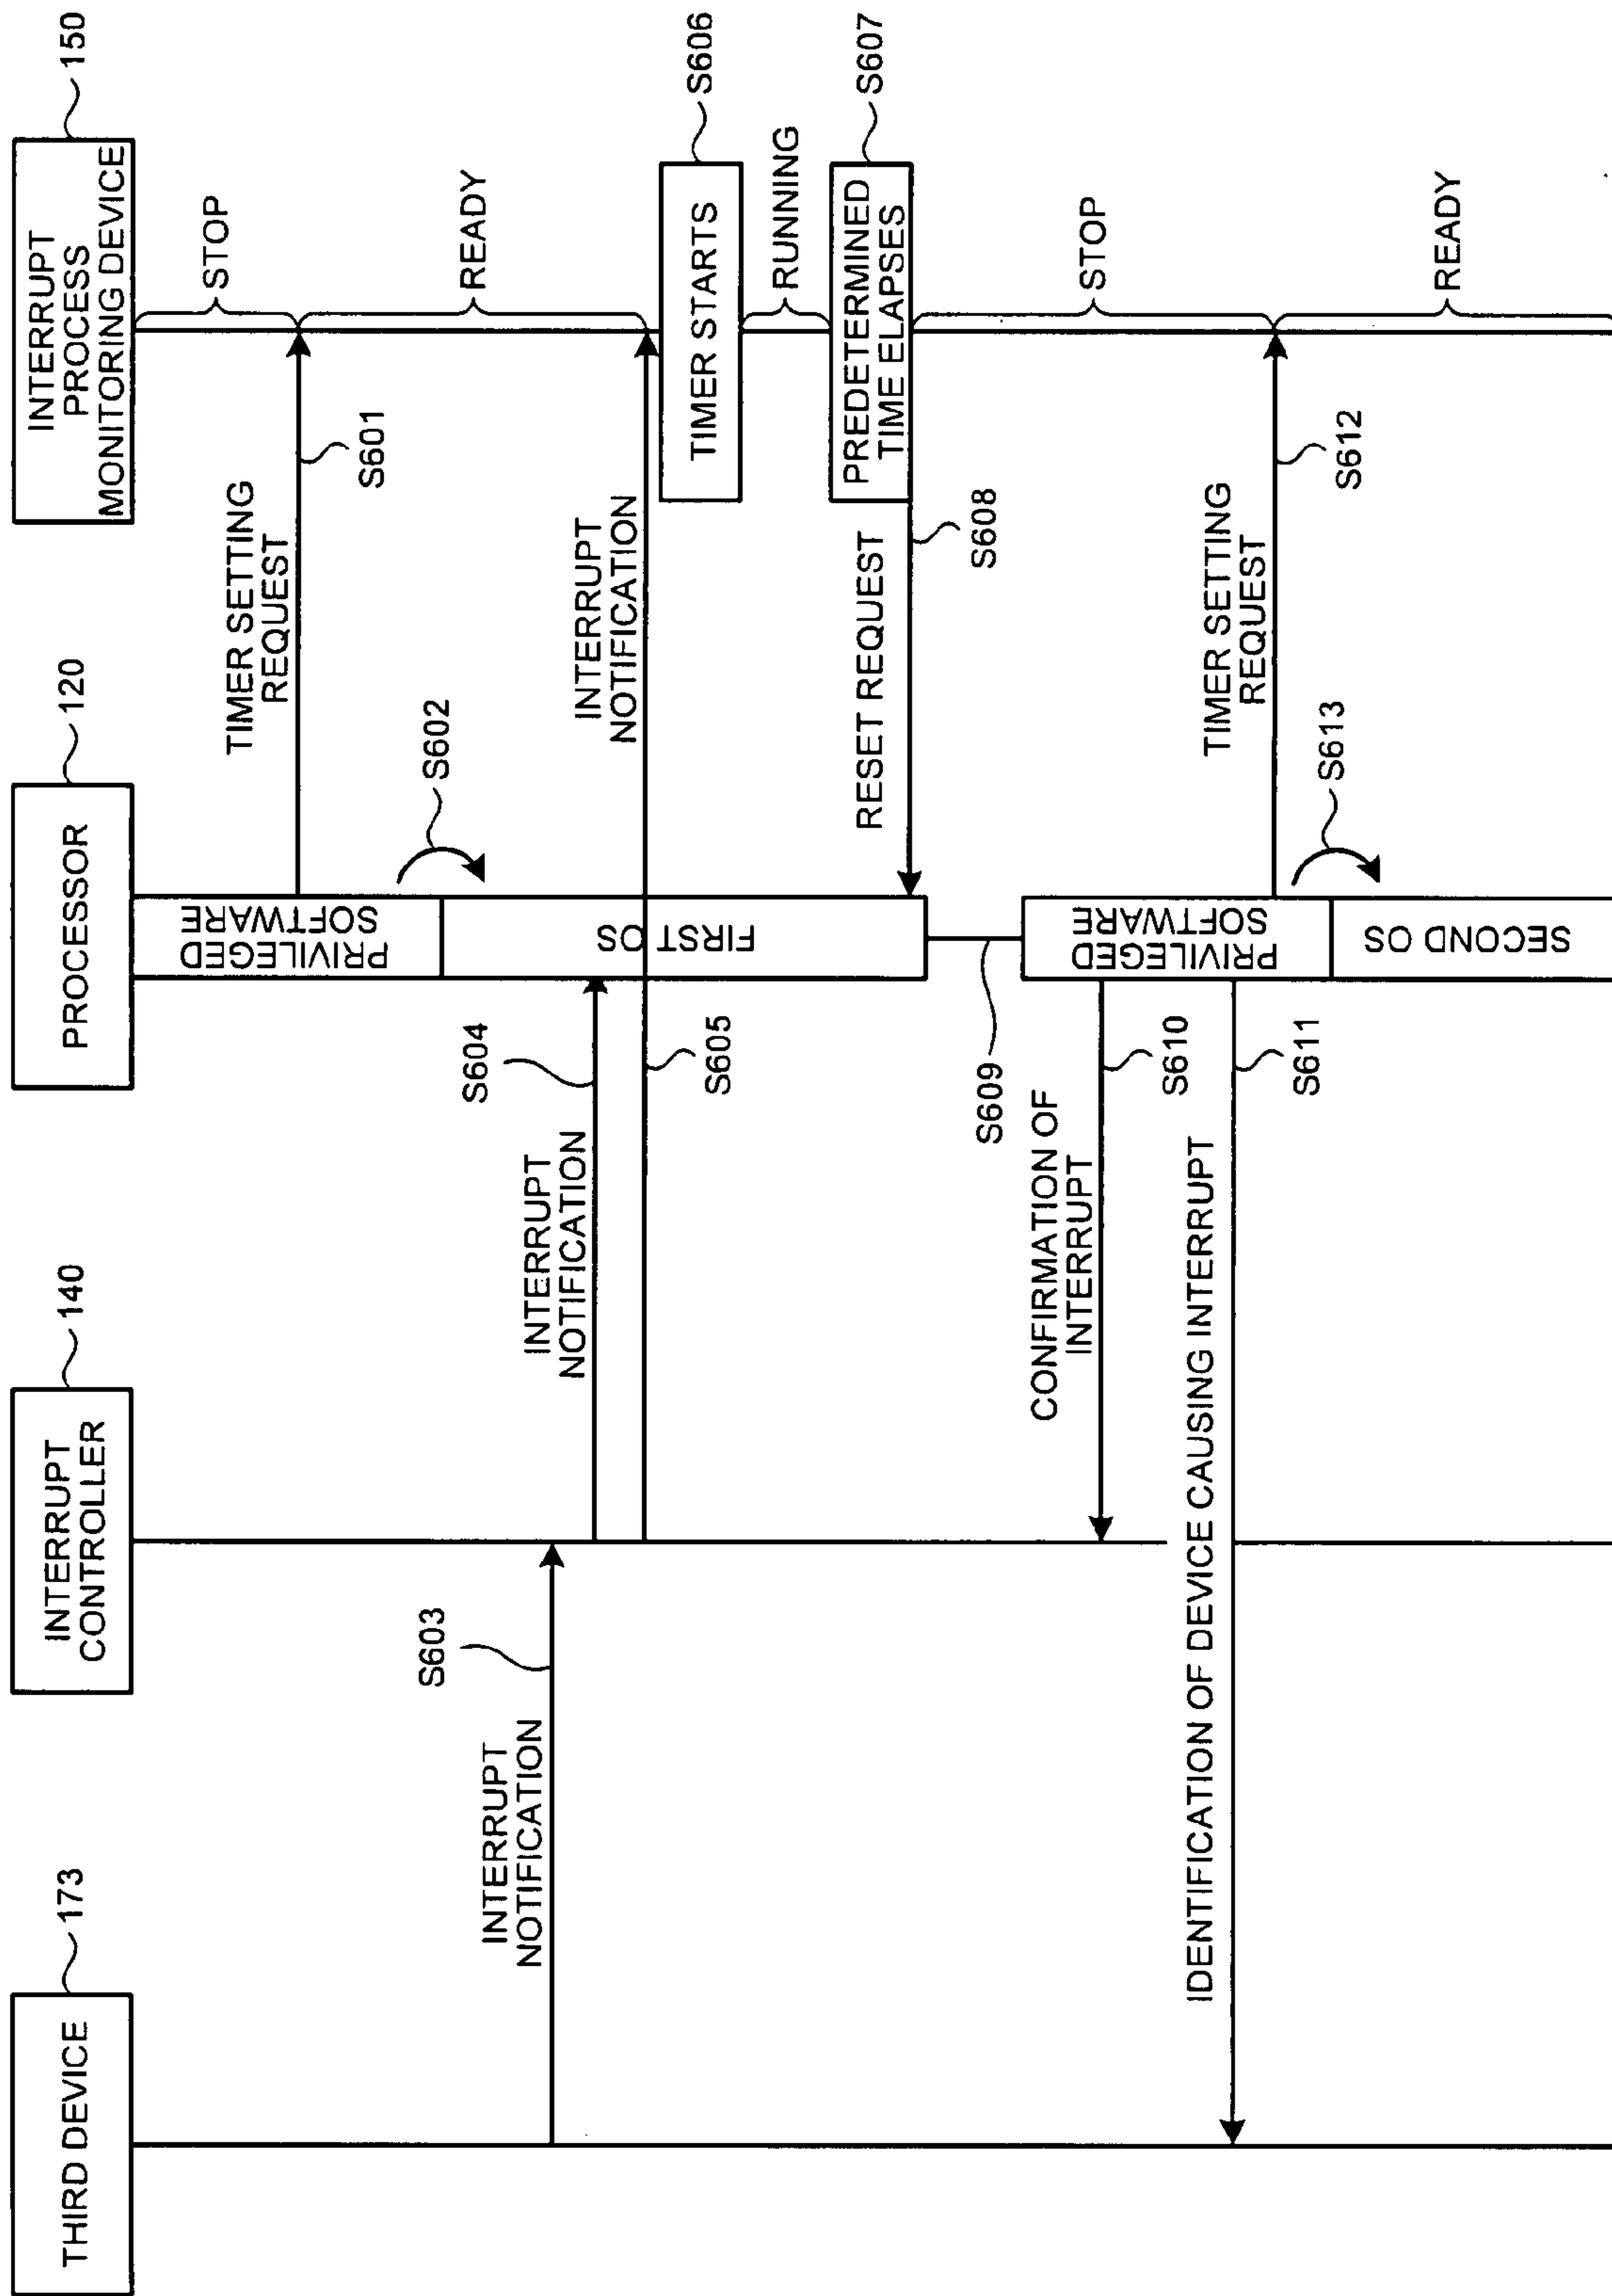 THIRD DEVICE
173
INTERRUPT
CONTROLLER
140
PROCESSOR
120
INTERRUPT
PROCESS
MONITORING DEVICE
150
STOP
TIMER SETTING
REQUEST
S601
PRIVILEGED
SOFTWARE
S602
READY
FIRST OS
INTERRUPT
NOTIFICATION
S603
INTERRUPT
NOTIFICATION
S604
INTERRUPT
NOTIFICATION
S605
TIMER STARTS
S606
RUNNING
PREDETERMINED
TIME ELAPSES
S607
RESET REQUEST
S608
S609
STOP
PRIVILEGED
SOFTWARE
CONFIRMATION OF
INTERRUPT
S610
IDENTIFICATION OF DEVICE CAUSING INTERRUPT
S611
TIMER SETTING
REQUEST
S612
S613
SECOND OS
READY